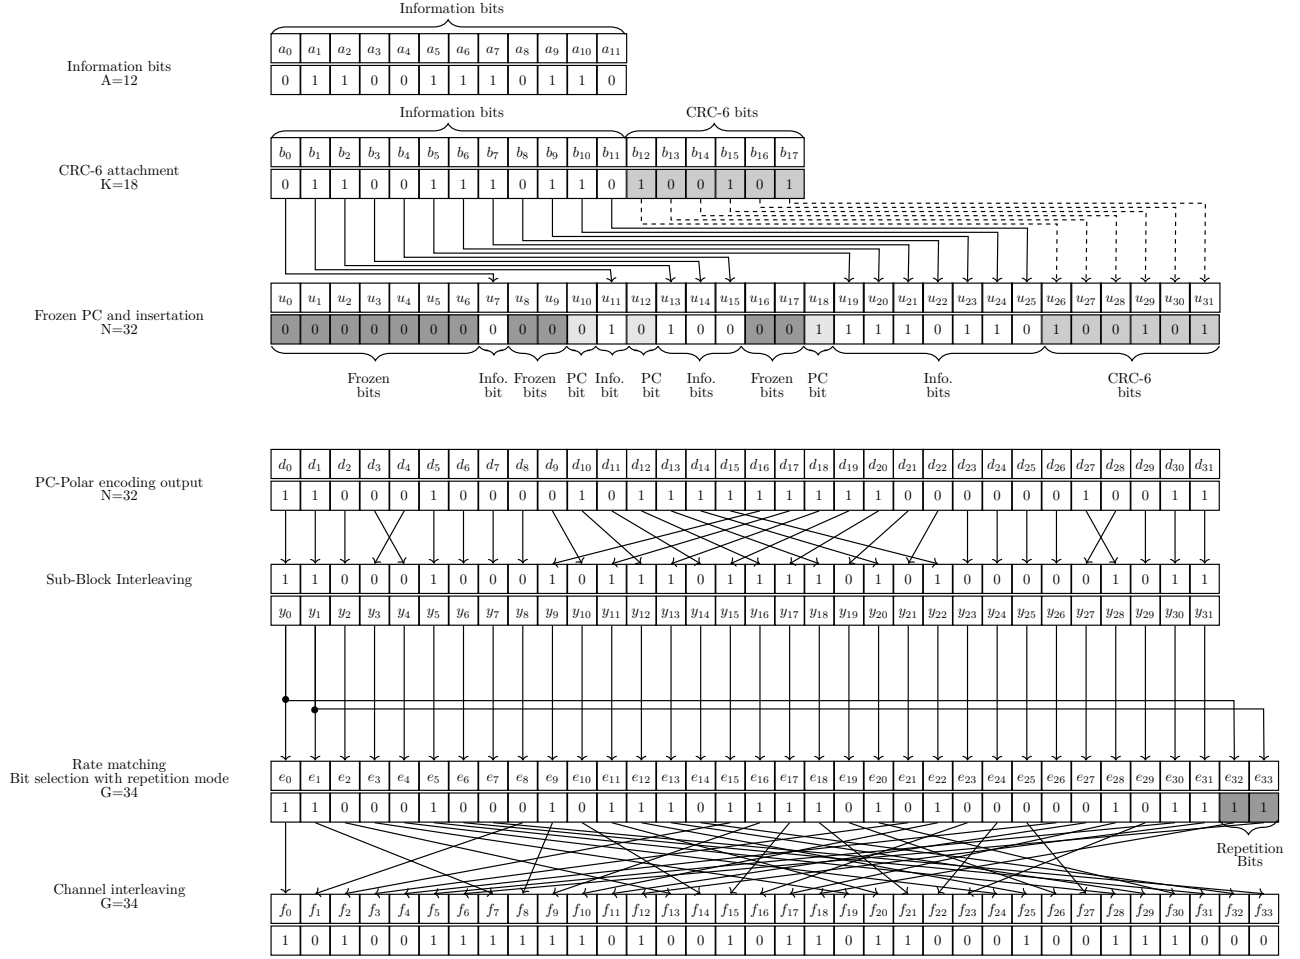 Information bits
a0 a1 a2 a3 a4 a5 a6 a7 a8 a9 a10 a11
Information bits
A=12
0 1 1 0 0 1 1 1 0 1 1 0
Information bits CRC-6 bits
b0 b1 b2 b3 b4 b5 b6 b7 b8 b9 b10 b11 b12 b13 b14 b15 b16 b17
CRC-6 attachment
K=18
0 1 1 0 0 1 1 1 0 1 1 0 1 0 0 1 0 1
u0 u1 u2 u3 u4 u5 u6 u7 u8 u9 u10 u11 u12 u13 u14 u15 u16 u17 u18 u19 u20 u21 u22 u23 u24 u25 u26 u27 u28 u29 u30 u31
Frozen PC and insertation
N=32
0 0 0 0 0 0 0 0 0 0 0 1 0 1 0 0 0 0 1 1 1 1 0 1 1 0 1 0 0 1 0 1
Frozen Info. Frozen PC Info. PC Info. Frozen PC Info. CRC-6
bits bit bits bit bit bit bits bits bit bits bits
d0 d1 d2 d3 d4 d5 d6 d7 d8 d9 d10 d11 d12 d13 d14 d15 d16 d17 d18 d19 d20 d21 d22 d23 d24 d25 d26 d27 d28 d29 d30 d31
PC-Polar encoding output
N=32
1 1 0 0 0 1 0 0 0 0 1 0 1 1 1 1 1 1 1 1 1 0 0 0 0 0 0 1 0 0 1 1
Sub-Block Interleaving
1 1 0 0 0 1 0 0 0 1 0 1 1 1 0 1 1 1 1 0 1 0 1 0 0 0 0 0 1 0 1 1
y0 y1 y2 y3 y4 y5 y6 y7 y8 y9 y10 y11 y12 y13 y14 y15 y16 y17 y18 y19 y20 y21 y22 y23 y24 y25 y26 y27 y28 y29 y30 y31
Rate matching
Bit selection with repetition mode
G=34
e0 e1 e2 e3 e4 e5 e6 e7 e8 e9 e10 e11 e12 e13 e14 e15 e16 e17 e18 e19 e20 e21 e22 e23 e24 e25 e26 e27 e28 e29 e30 e31 e32 e33
1 1 0 0 0 1 0 0 0 1 0 1 1 1 0 1 1 1 1 0 1 0 1 0 0 0 0 0 1 0 1 1 1 1
Repetition
Bits
Channel interleaving
G=34
f0 f1 f2 f3 f4 f5 f6 f7 f8 f9 f10 f11 f12 f13 f14 f15 f16 f17 f18 f19 f20 f21 f22 f23 f24 f25 f26 f27 f28 f29 f30 f31 f32 f33
1 0 1 0 0 1 1 1 1 1 1 0 1 0 0 1 0 1 1 0 1 1 0 0 0 1 0 0 1 1 1 0 0 0